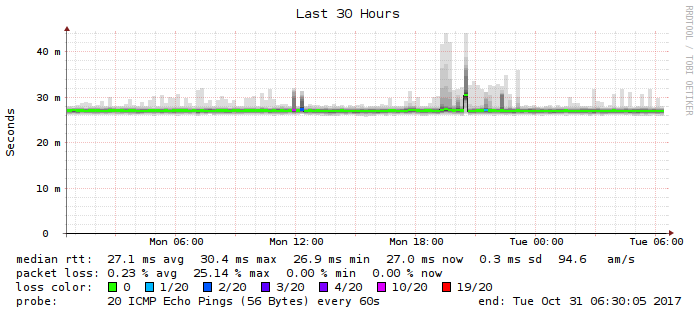 Last 30 Hours
RRDTOOL / TOBI OETIKER
Seconds
40 m
30 m
20 m
10 m
0
Mon 06:00 Mon 12:00 Mon 18:00 Tue 00:00 Tue 06:00
median rtt: 27.1 ms avg 30.4 ms max 26.9 ms min 27.0 ms now 0.3 ms sd 94.6 am/s
packet loss: 0.23 % avg 25.14 % max 0.00 % min 0.00 % now
loss color: 0 1/20 2/20 3/20 4/20 10/20 19/20
probe: 20 ICMP Echo Pings (56 Bytes) every 60s end: Tue Oct 31 06:30:05 2017